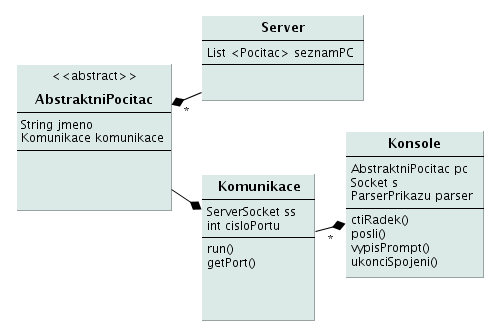 Server
List <Pocitac> seznamPC
<<abstract>>
AbstraktniPocitac
String jmeno
Komunikace komunikace
*
Komunikace
ServerSocket ss
int cisloPortu
run()
getPort()
*
Konsole
AbstraktniPocitac pc
Socket s
ParserPrikazu parser
ctiRadek()
posli()
vypisPrompt()
ukonciSpojeni()